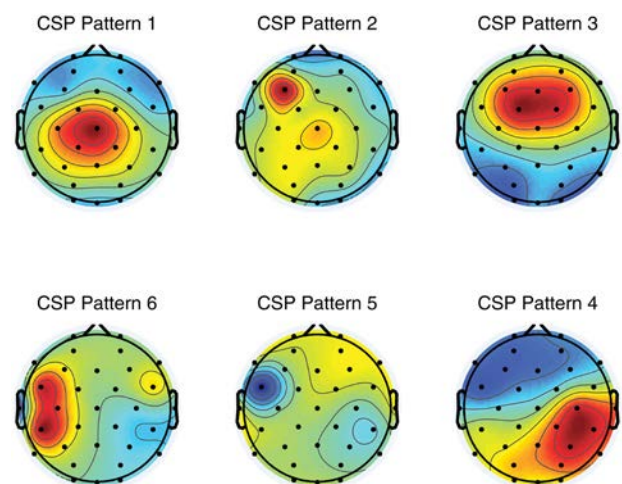 CSP Pattern 1
CSP Pattern 2
CSP Pattern 3
CSP Pattern 6
CSP Pattern 5
CSP Pattern 4